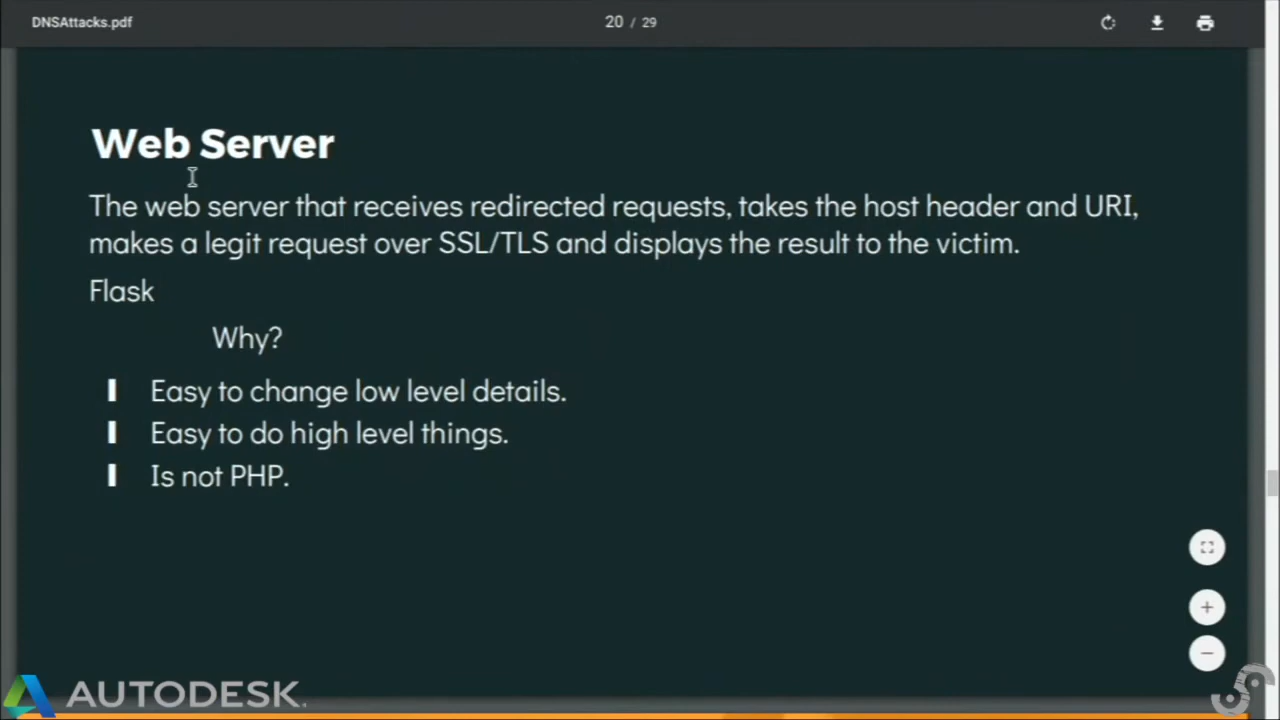 DNSAttacks.pdf
20 / 29
Web Server
The web server that receives redirected requests, takes the host header and URI,
makes a legit request over SSL/TLS and displays the result to the victim.
Flask
Why?
Easy to change low level details.
Easy to do high level things.
Is not PHP.
AUTODESK.